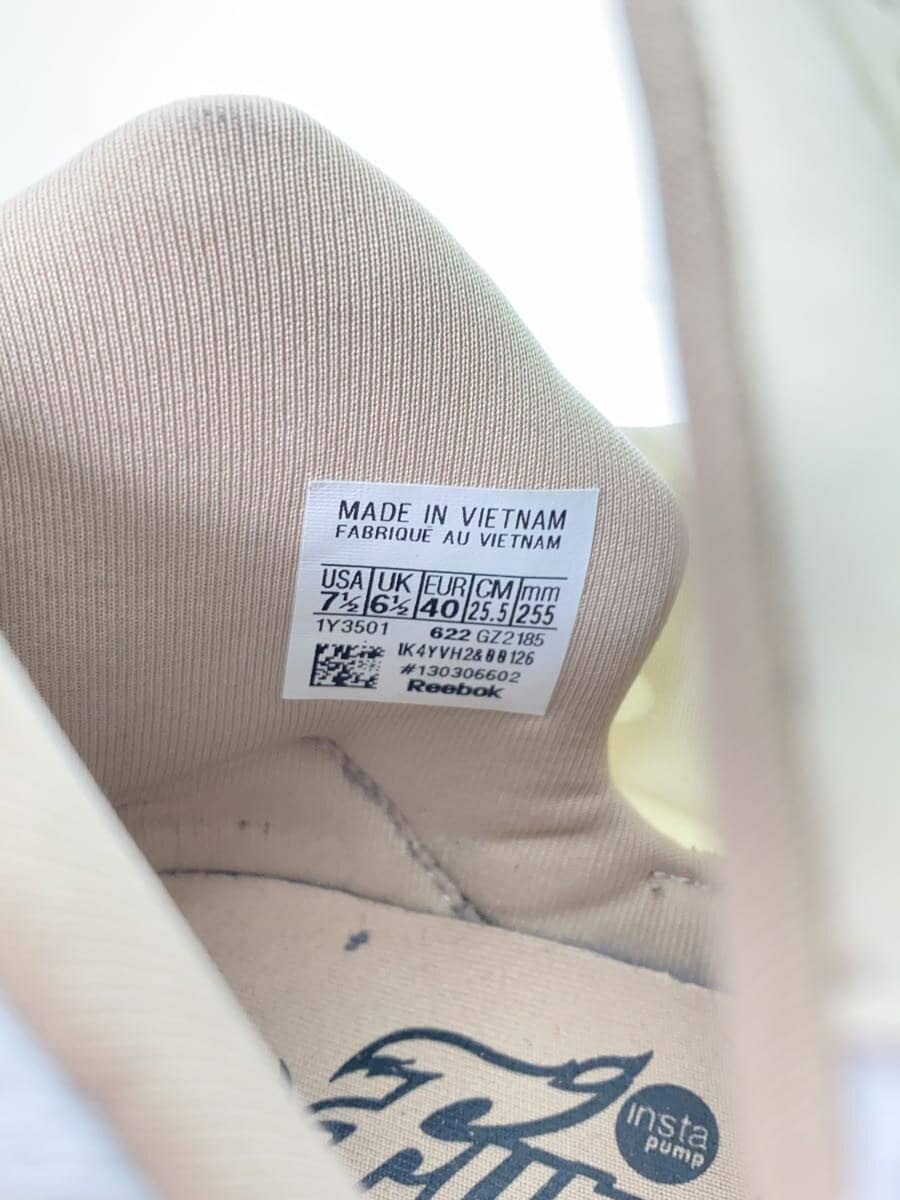 MADE IN VIETNAM
FABRIQUÉ AU VIETNAM
USA UK EUR CM mm
7½ 6½ 40 25.5 255
1Y3501 622 GZ2185
#130306602
Reebok
insta
pump